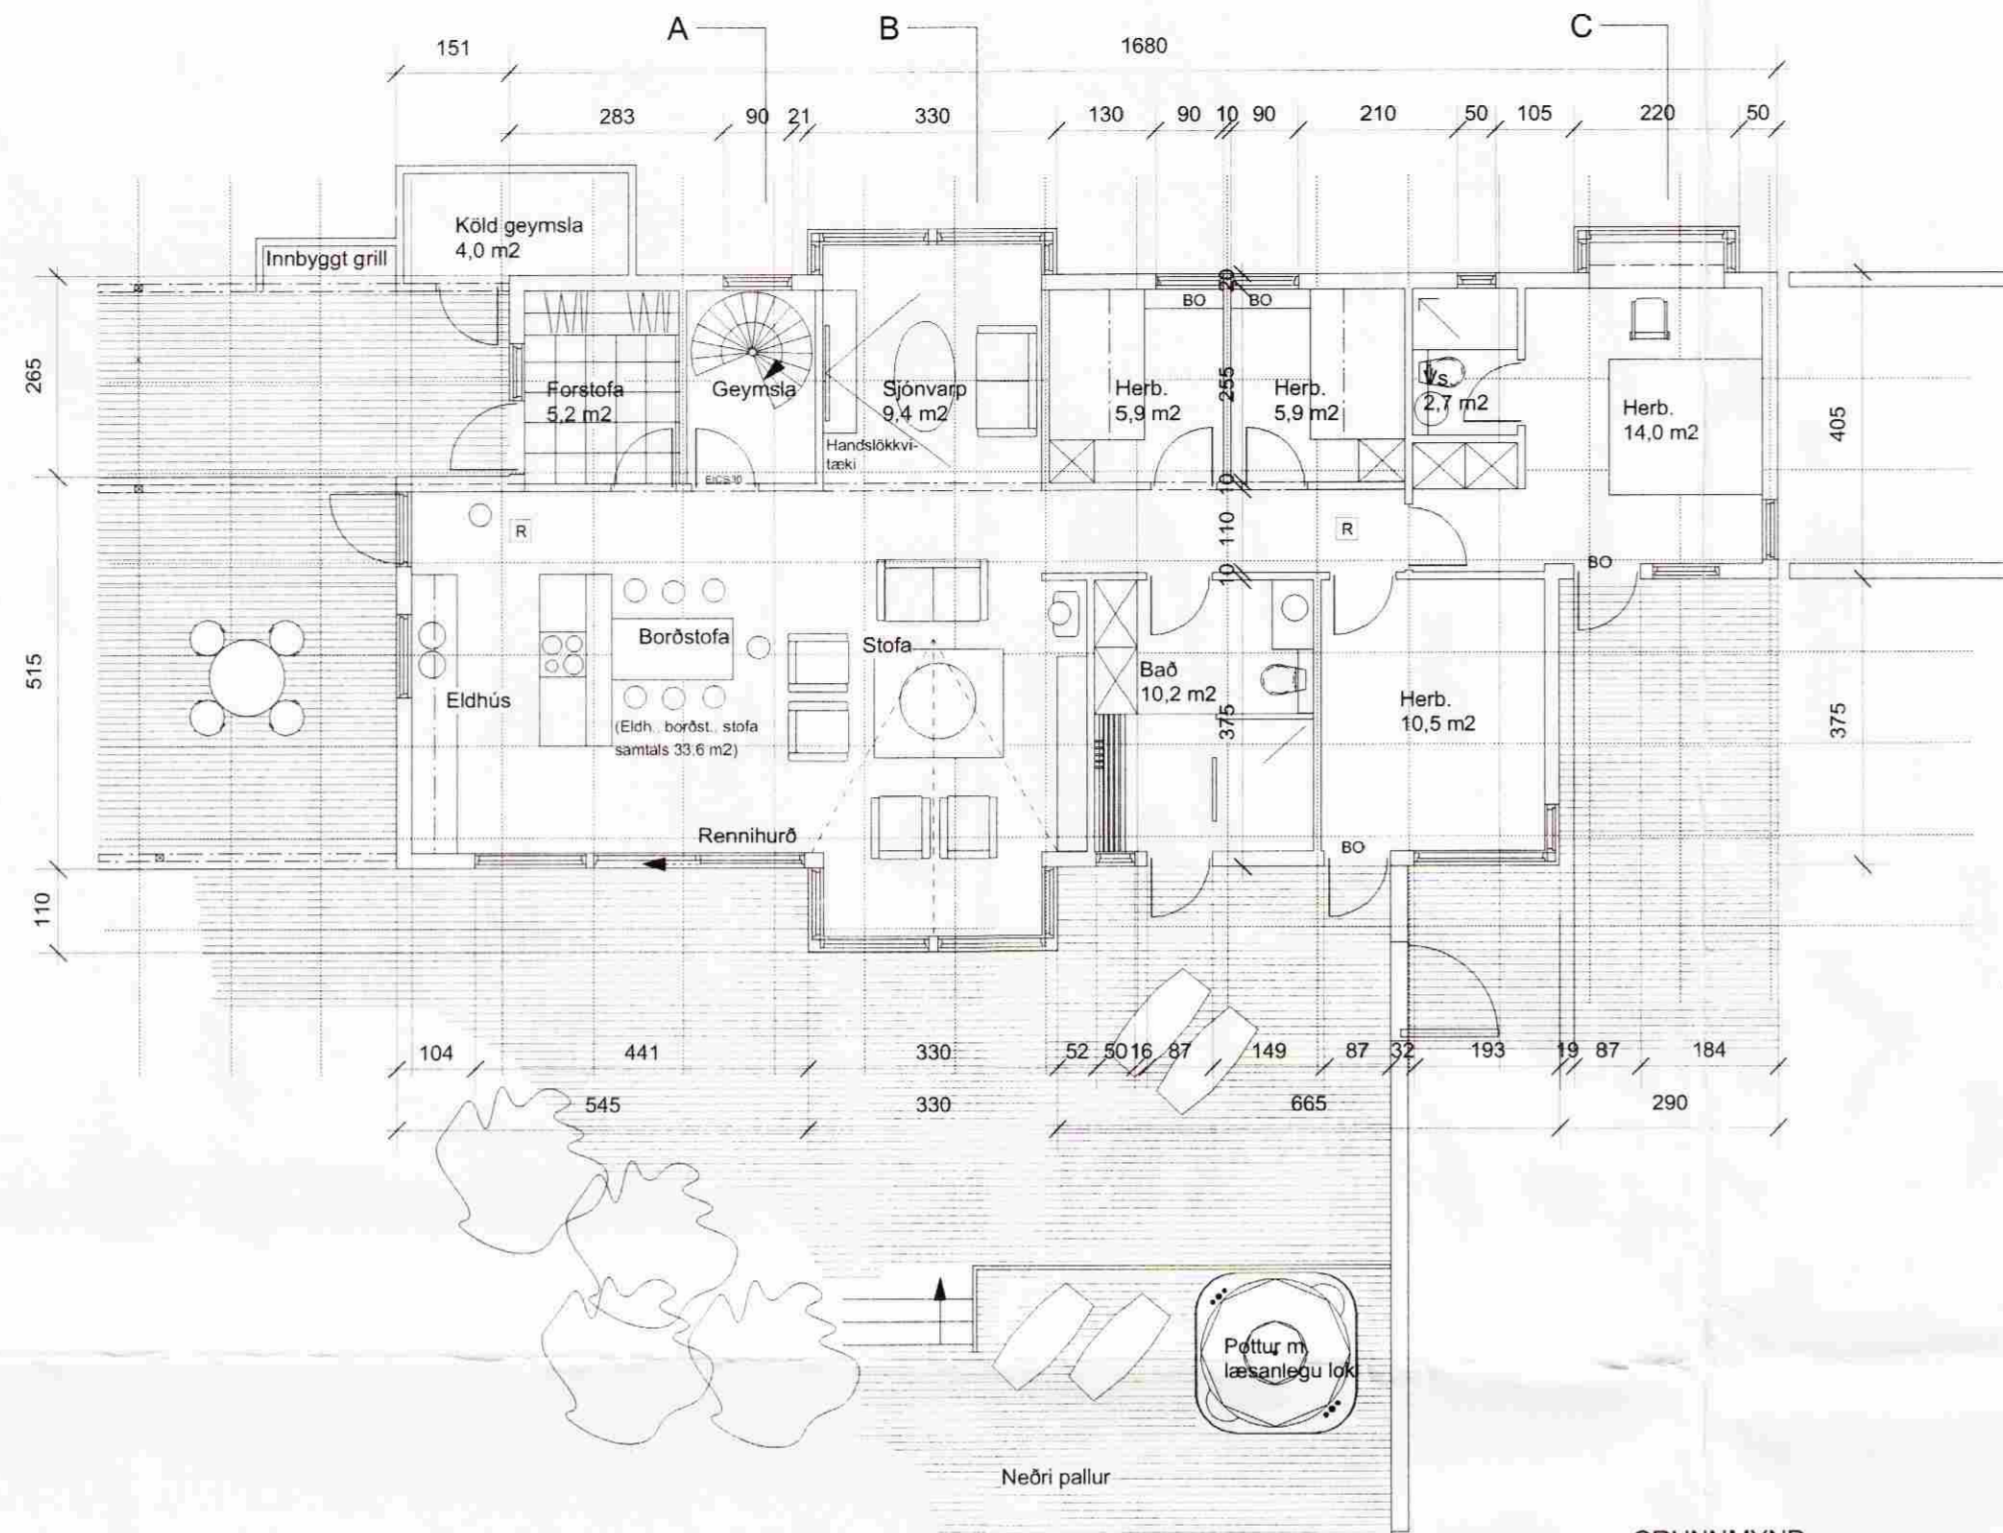 A
B
C
151
1680
283
90
21
330
130
90
10
90
210
50
105
220
50
Köld geymsla
4,0 m2
Innbyggt grill
20
BO
BO
265
Forstofa
5,2 m2
Geymsla
Sjónvarp
9,4 m2
Handslökkvi-
tæki
Herb.
5,9 m2
255
Herb.
5,9 m2
Vs.
2,7 m2
Herb.
14,0 m2
405
10
R
110
R
10
BO
515
Borðstofa
Stofa
Eldhús
(Eldh., borðst., stofa
samtals 33.6 m2)
Bað
10,2 m2
375
Herb.
10,5 m2
375
Rennihurð
BO
110
104
441
330
52
50
16
87
149
87
32
193
19
87
184
545
330
665
290
Pottur m
læsanlegu loki
Neðri pallur